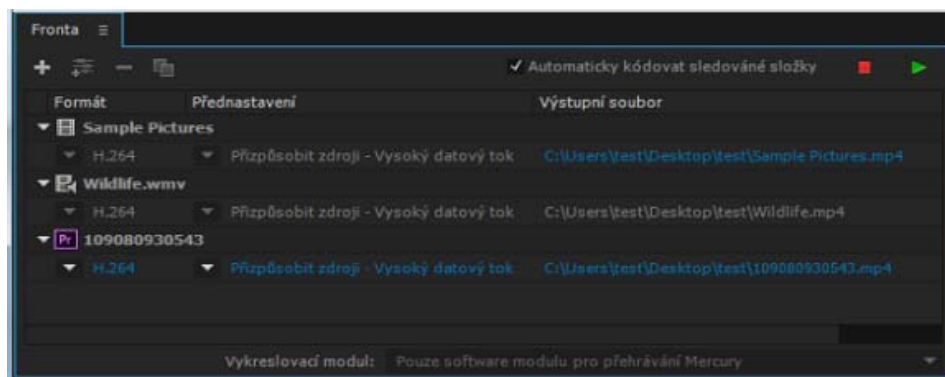 Fronta
Automaticky kódovat sledováné složky
Formát Přednastavení Výstupní soubor
Sample Pictures
H.264 Přizpůsobit zdroji - Vysoký datový tok C:\Users\test\Desktop\test\Sample Pictures.mp4
Wildlife.wmv
H.264 Přizpůsobit zdroji - Vysoký datový tok C:\Users\test\Desktop\test\Wildlife.mp4
Pr 109080930543
H.264 Přizpůsobit zdroji - Vysoký datový tok C:\Users\test\Desktop\test\109080930543.mp4
Vykreslovací modul: Pouze software modulu pro přehrávání Mercury